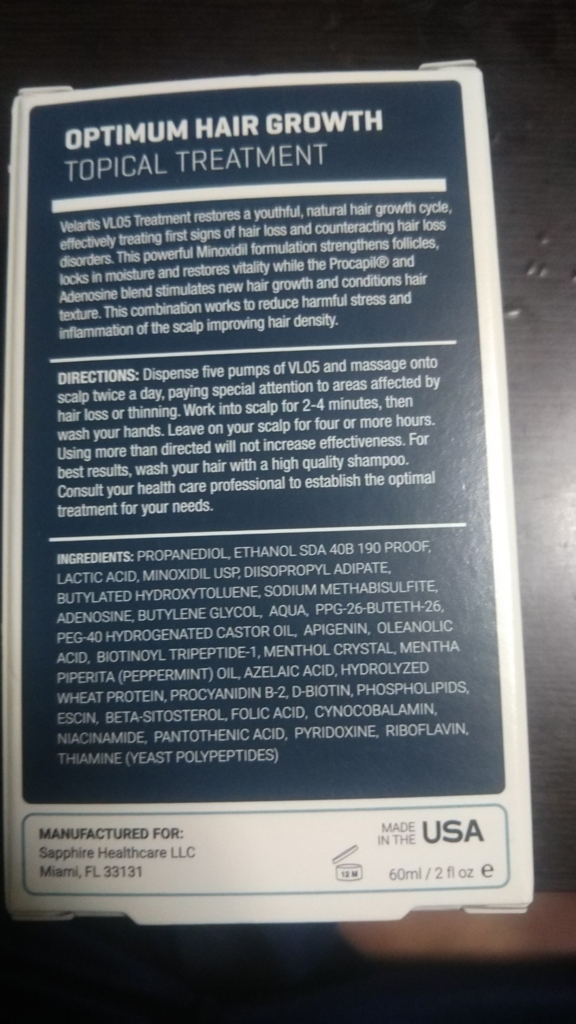 OPTIMUM HAIR GROWTH
TOPICAL TREATMENT
Velartis VL05 Treatment restores a youthful, natural hair growth cycle,
effectively treating first signs of hair loss and counteracting hair loss
disorders. This powerful Minoxidil formulation strengthens follicles,
locks in moisture and restores vitality while the Procapil® and
Adenosine blend stimulates new hair growth and conditions hair
texture. This combination works to reduce harmful stress and
inflammation of the scalp improving hair density.
DIRECTIONS: Dispense five pumps of VL05 and massage onto
scalp twice a day, paying special attention to areas affected by
hair loss or thinning. Work into scalp for 2-4 minutes, then
wash your hands. Leave on your scalp for four or more hours.
Using more than directed will not increase effectiveness. For
best results, wash your hair with a high quality shampoo.
Consult your health care professional to establish the optimal
treatment for your needs.
INGREDIENTS: PROPANEDIOL, ETHANOL SDA 40B 190 PROOF,
LACTIC ACID, MINOXIDIL USP, DIISOPROPYL ADIPATE,
BUTYLATED HYDROXYTOLUENE, SODIUM METHABISULFITE,
ADENOSINE, BUTYLENE GLYCOL, AQUA, PPG-26-BUTETH-26,
PEG-40 HYDROGENATED CASTOR OIL, APIGENIN, OLEANOLIC
ACID, BIOTINOYL TRIPEPTIDE-1, MENTHOL CRYSTAL, MENTHA
PIPERITA (PEPPERMINT) OIL, AZELAIC ACID, HYDROLYZED
WHEAT PROTEIN, PROCYANIDIN B-2, D-BIOTIN, PHOSPHOLIPIDS,
ESCIN, BETA-SITOSTEROL, FOLIC ACID, CYNOCOBALAMIN,
NIACINAMIDE, PANTOTHENIC ACID, PYRIDOXINE, RIBOFLAVIN,
THIAMINE (YEAST POLYPEPTIDES)
MANUFACTURED FOR:
Sapphire Healthcare LLC
Miami, FL 33131
MADE IN THE USA
12 M
60ml / 2 fl oz e